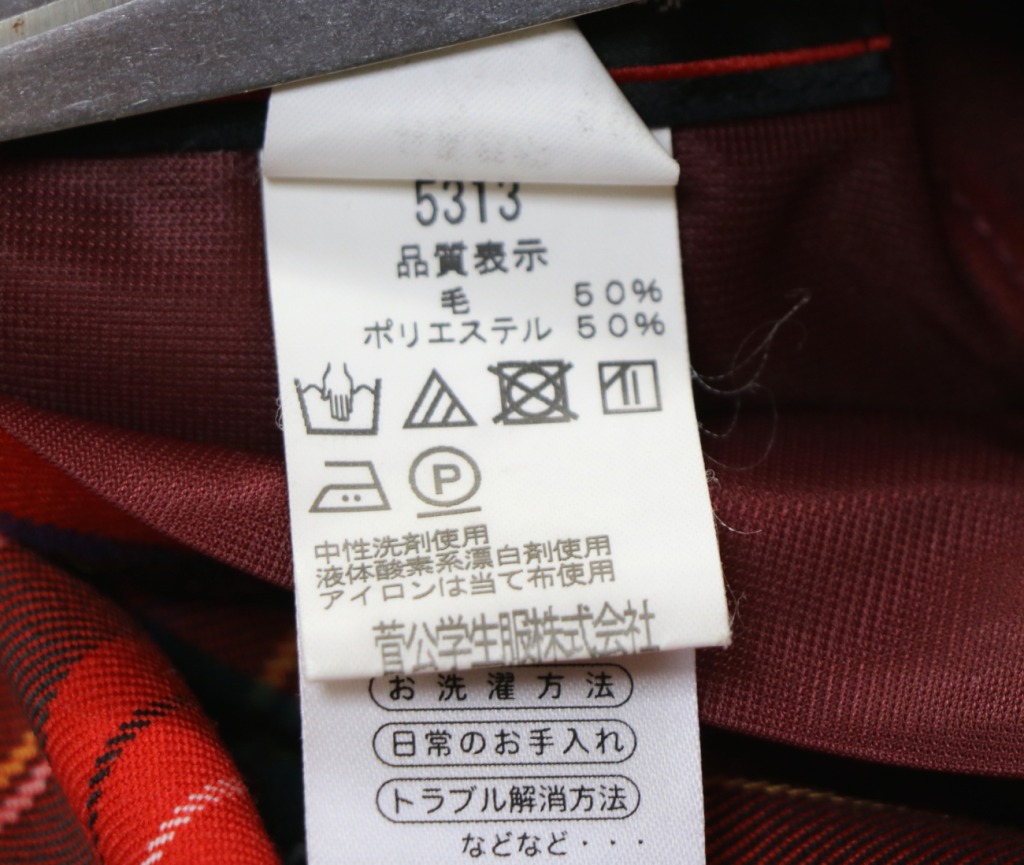 5313
品質表示
毛 50%
ポリエステル 50%
P
中性洗剤使用
液体酸素系漂白剤使用
アイロンは当て布使用
菅公学生服株式会社
お洗濯方法
日常のお手入れ
トラブル解消方法
などなど・・・